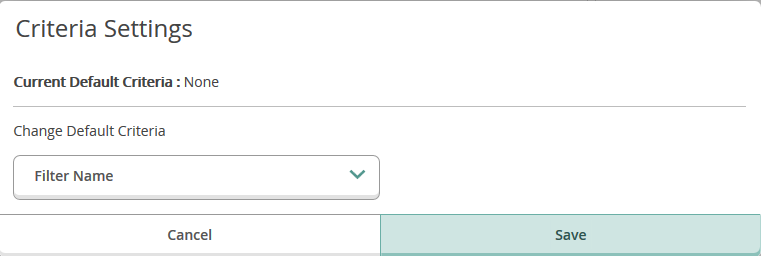 Criteria Settings
Current Default Criteria : None
Change Default Criteria
Filter Name
Cancel
Save